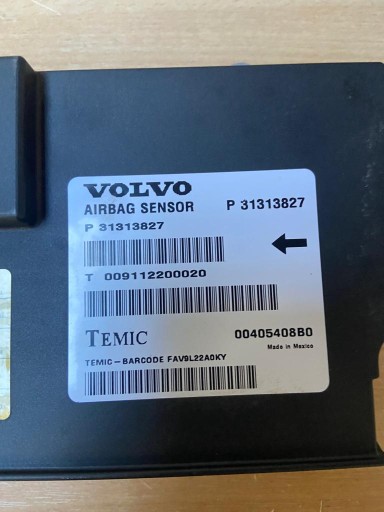 VOLVO
AIRBAG SENSOR P 31313827
P 31313827
T 009112200020
TEMIC 00405408B0
Made in Mexico
TEMIC-BARCODE FAV9L22A0KY